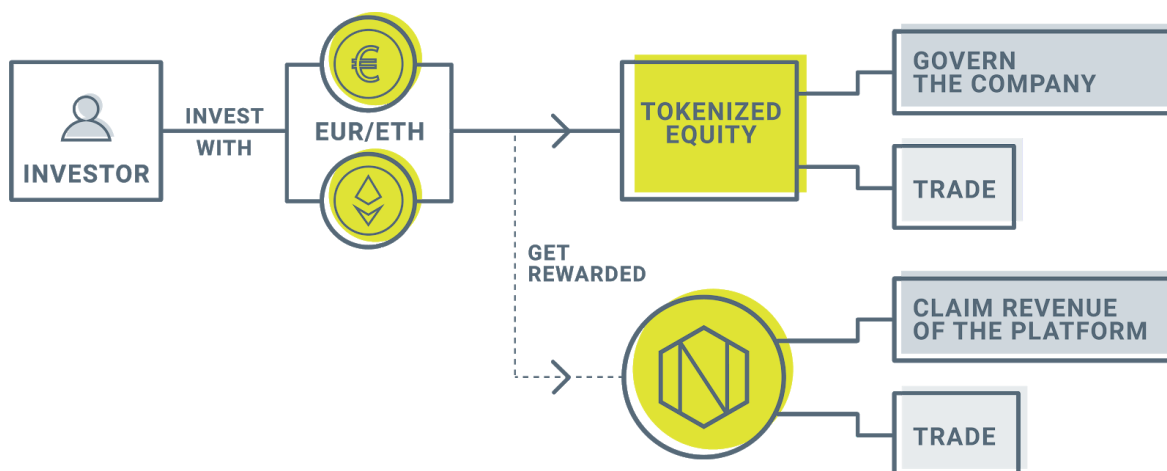 INVESTOR
INVEST
WITH
€
EUR/ETH
TOKENIZED
EQUITY
GOVERN
THE COMPANY
TRADE
GET
REWARDED
N
CLAIM REVENUE
OF THE PLATFORM
TRADE